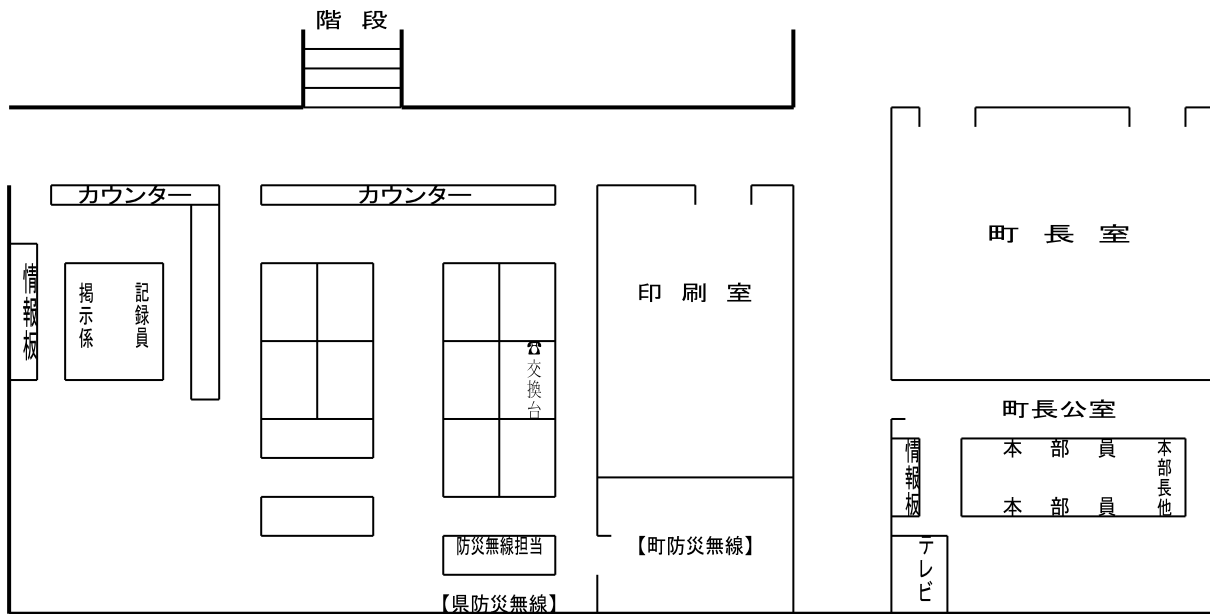 階段
カウンター
カウンター
町長室
情報板
掲示係
記録員
印刷室
☎交換台
町長公室
情報板
本部員
本部員
本部長他
防災無線担当
【町防災無線】
テレビ
【県防災無線】